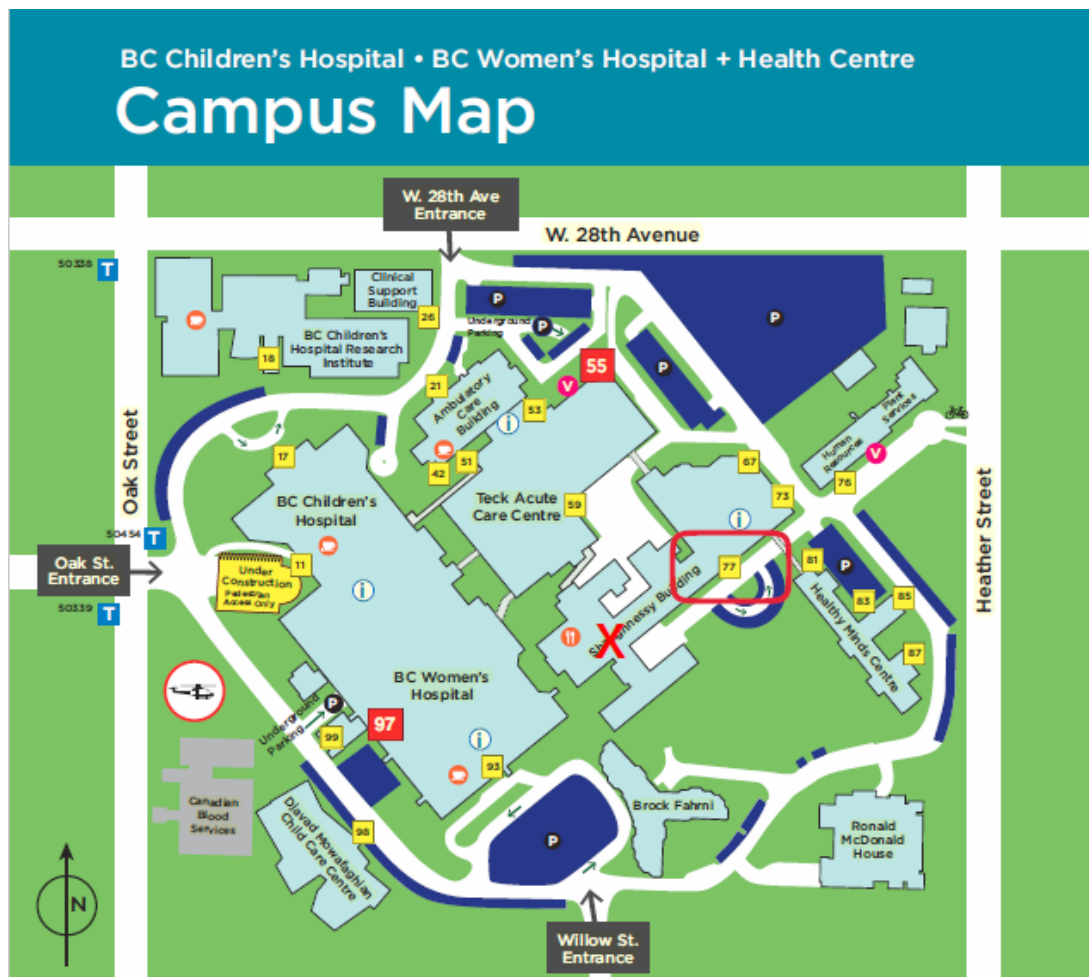 BC Children's Hospital • BC Women's Hospital + Health Centre
Campus Map
W. 28th Ave
Entrance
W. 28th Avenue
50338
T
Clinical
Support
Building
26
P
Underground
Parking
P
P
BC Children's
Hospital Research
Institute
18
55
V
P
21
Ambulatory
Care
Building
53
i
Plant
Services
Human
Resources
V
Oak Street
17
42
51
67
76
BC Children's
Hospital
Teck Acute
Care Centre
59
73
i
50454
T
Oak St.
Entrance
11
Under
Construction
Pedestrian
Access Only
i
77
81
P
Heather Street
50339
T
83
85
Shaughnessy Building
X
Healthy Minds Centre
87
BC Women's
Hospital
Underground
Parking
P
97
99
i
93
Canadian
Blood
Services
Brock Fahrni
98
Djavad Mowafaghian
Child Care Centre
P
Ronald
McDonald
House
N
Willow St.
Entrance